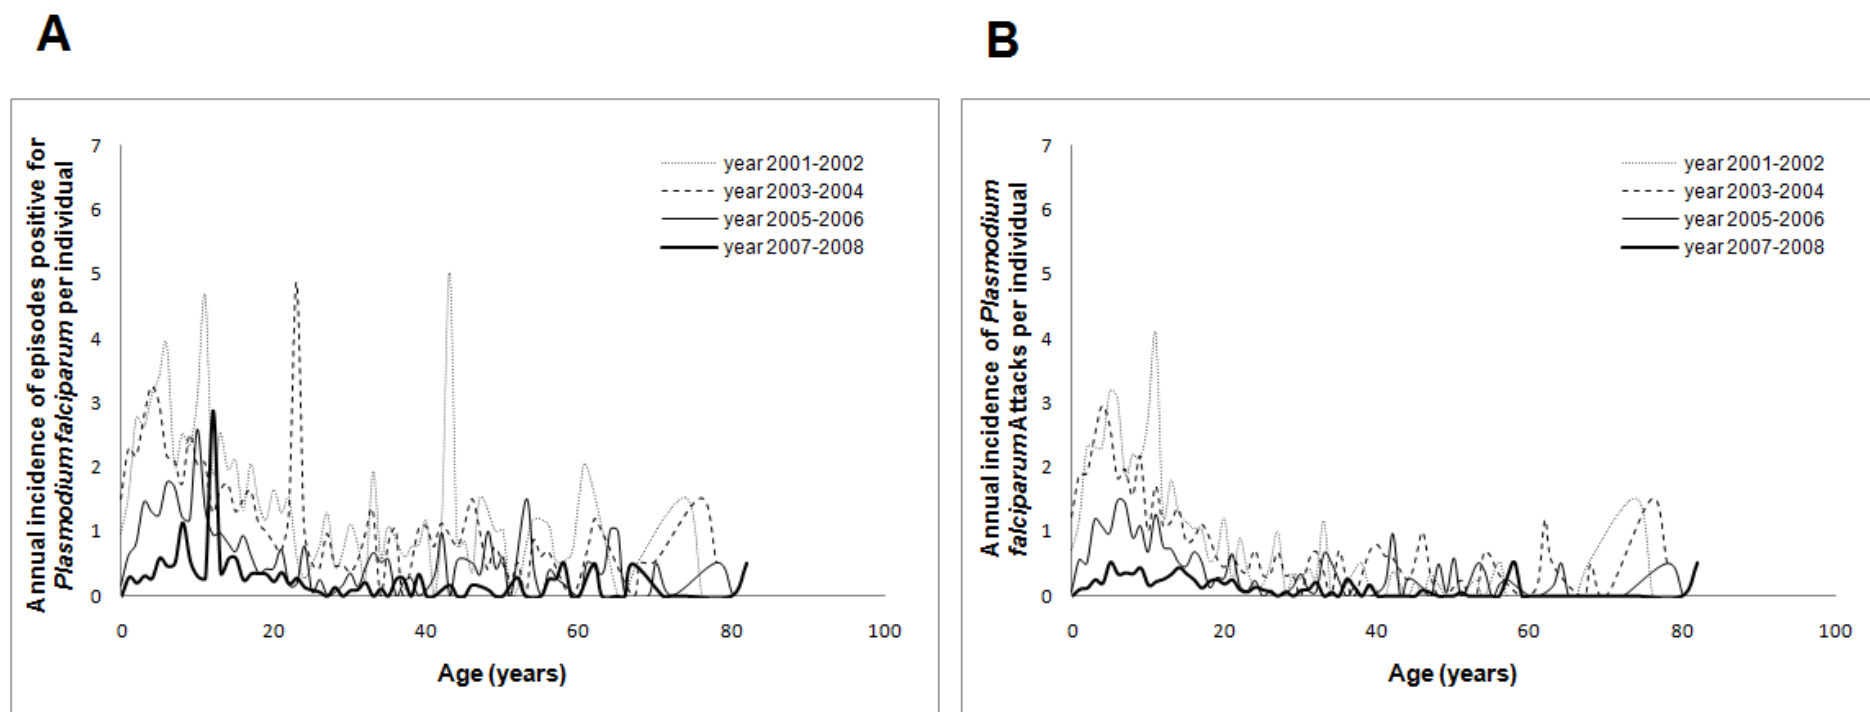 A
B
Annual incidence of episodes positive for
Plasmodium falciparum per individual
7
6
5
4
3
2
1
0
year 2001-2002
year 2003-2004
year 2005-2006
year 2007-2008
0 20 40 60 80 100
Age (years)
Annual incidence of Plasmodium
falciparum Attacks per individual
7
6
5
4
3
2
1
0
year 2001-2002
year 2003-2004
year 2005-2006
year 2007-2008
0 20 40 60 80 100
Age (years)